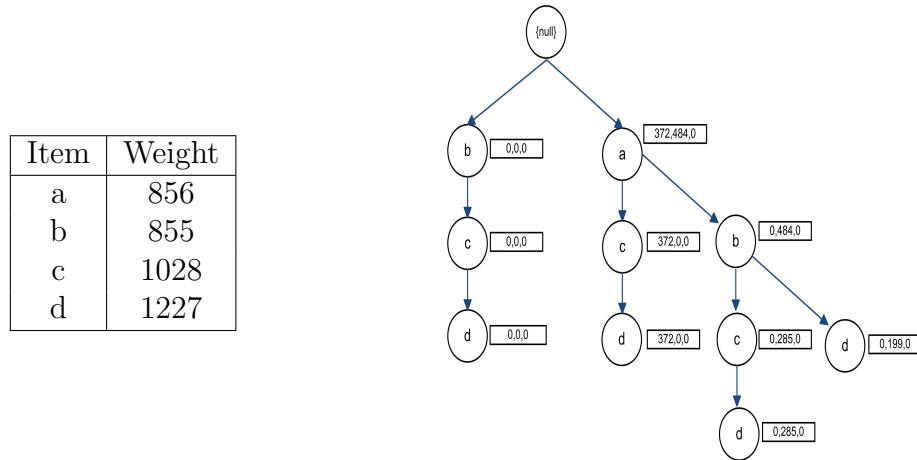 Item Weight
a 856
b 855
c 1028
d 1227
{null}
b 0,0,0
a 372,484,0
c 0,0,0
c 372,0,0
b 0,484,0
d 0,0,0
d 372,0,0
c 0,285,0
d 0,199,0
d 0,285,0